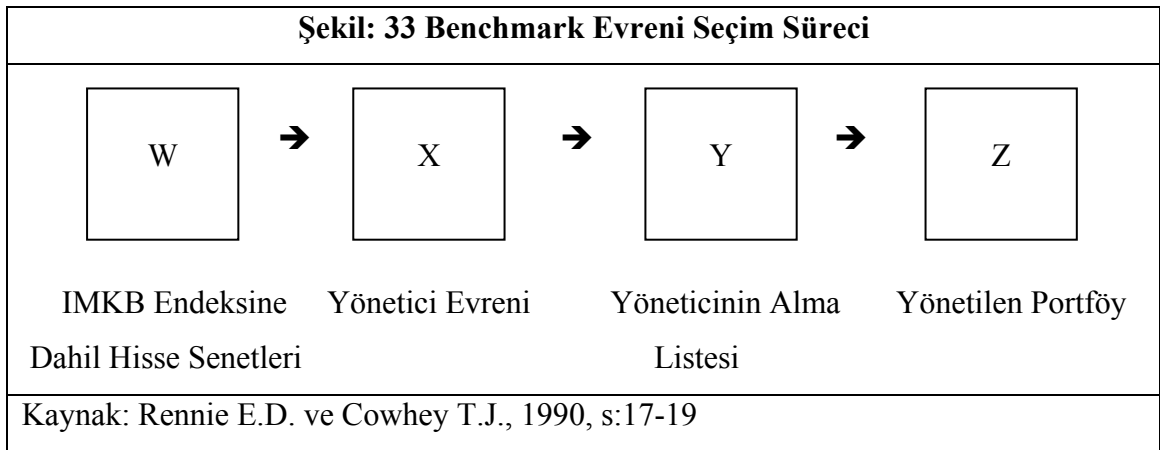 Şekil: 33 Benchmark Evreni Seçim Süreci
W ➔ X ➔ Y ➔ Z
IMKB Endeksine Yönetici Evreni Yöneticinin Alma Yönetilen Portföy
Dahil Hisse Senetleri Listesi
Kaynak: Rennie E.D. ve Cowhey T.J., 1990, s:17-19